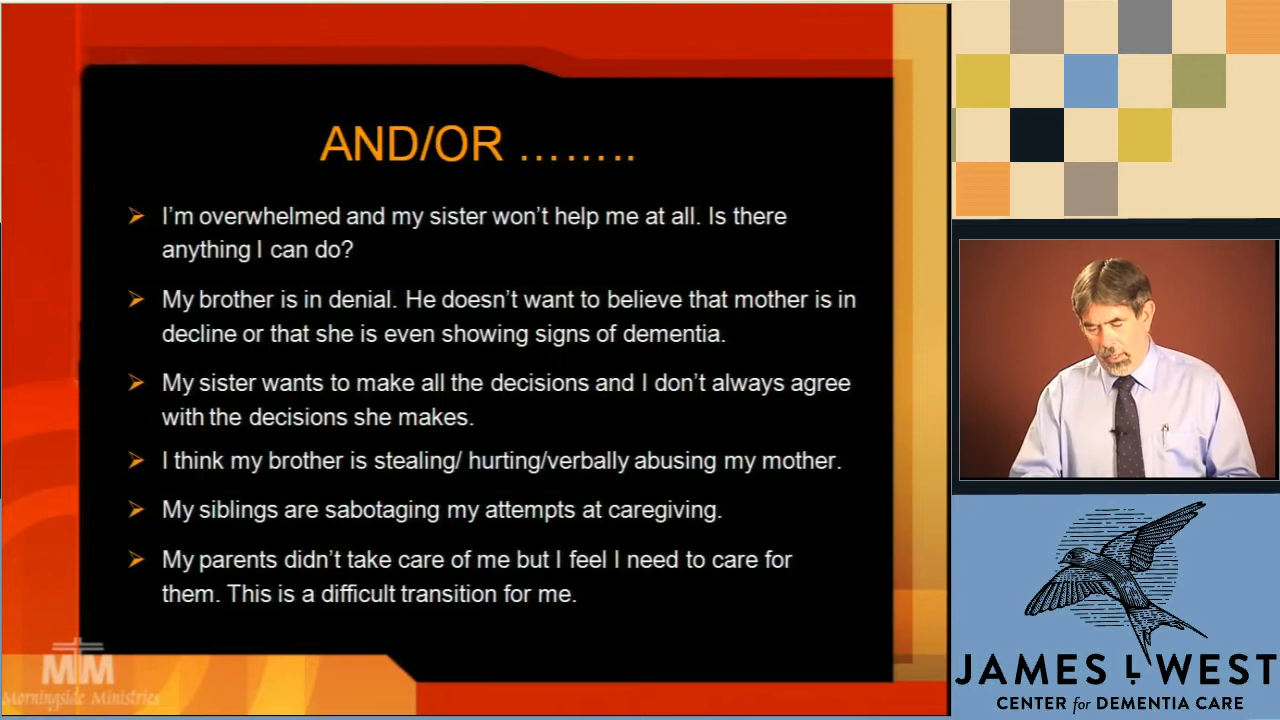 AND/OR ……..
➢ I’m overwhelmed and my sister won’t help me at all. Is there
anything I can do?
➢ My brother is in denial. He doesn’t want to believe that mother is in
decline or that she is even showing signs of dementia.
➢ My sister wants to make all the decisions and I don’t always agree
with the decisions she makes.
➢ I think my brother is stealing/ hurting/verbally abusing my mother.
➢ My siblings are sabotaging my attempts at caregiving.
➢ My parents didn’t take care of me but I feel I need to care for
them. This is a difficult transition for me.
MM
Morningside Ministries
JAMES L WEST
CENTER for DEMENTIA CARE